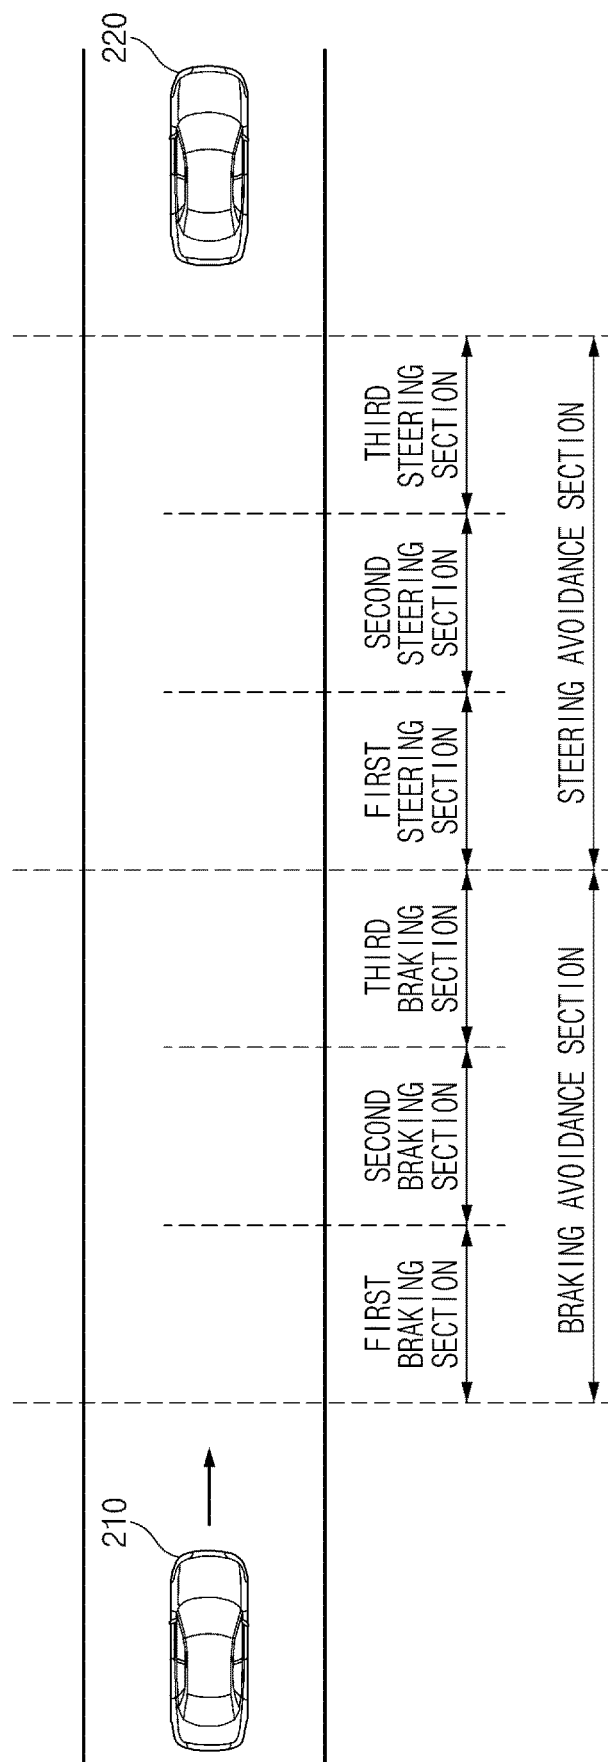 210
220
FIRST
BRAKING
SECTION
SECOND
BRAKING
SECTION
THIRD
BRAKING
SECTION
FIRST
STEERING
SECTION
SECOND
STEERING
SECTION
THIRD
STEERING
SECTION
BRAKING AVOIDANCE SECTION
STEERING AVOIDANCE SECTION